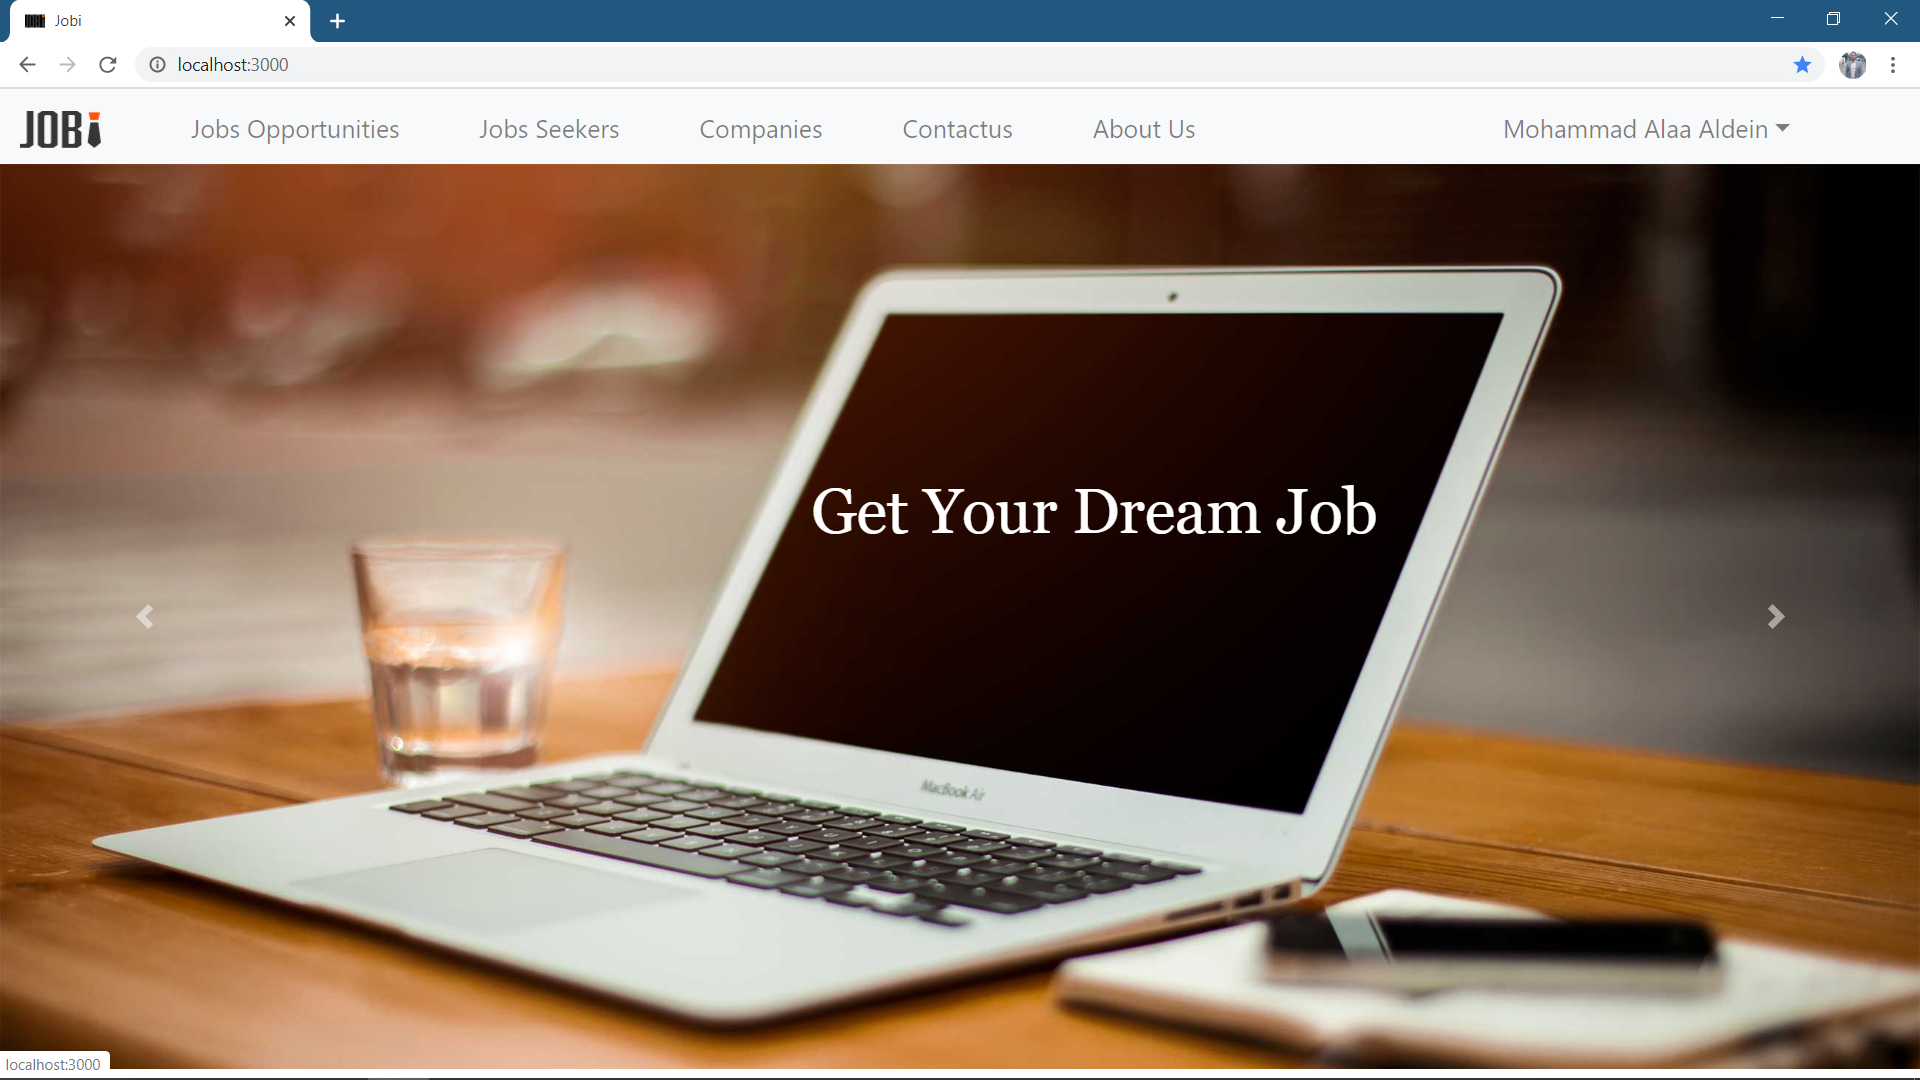 Jobi
localhost:3000
JOBi
Jobs Opportunities
Jobs Seekers
Companies
Contactus
About Us
Mohammad Alaa Aldein
Get Your Dream Job
MacBook Air
localhost:3000